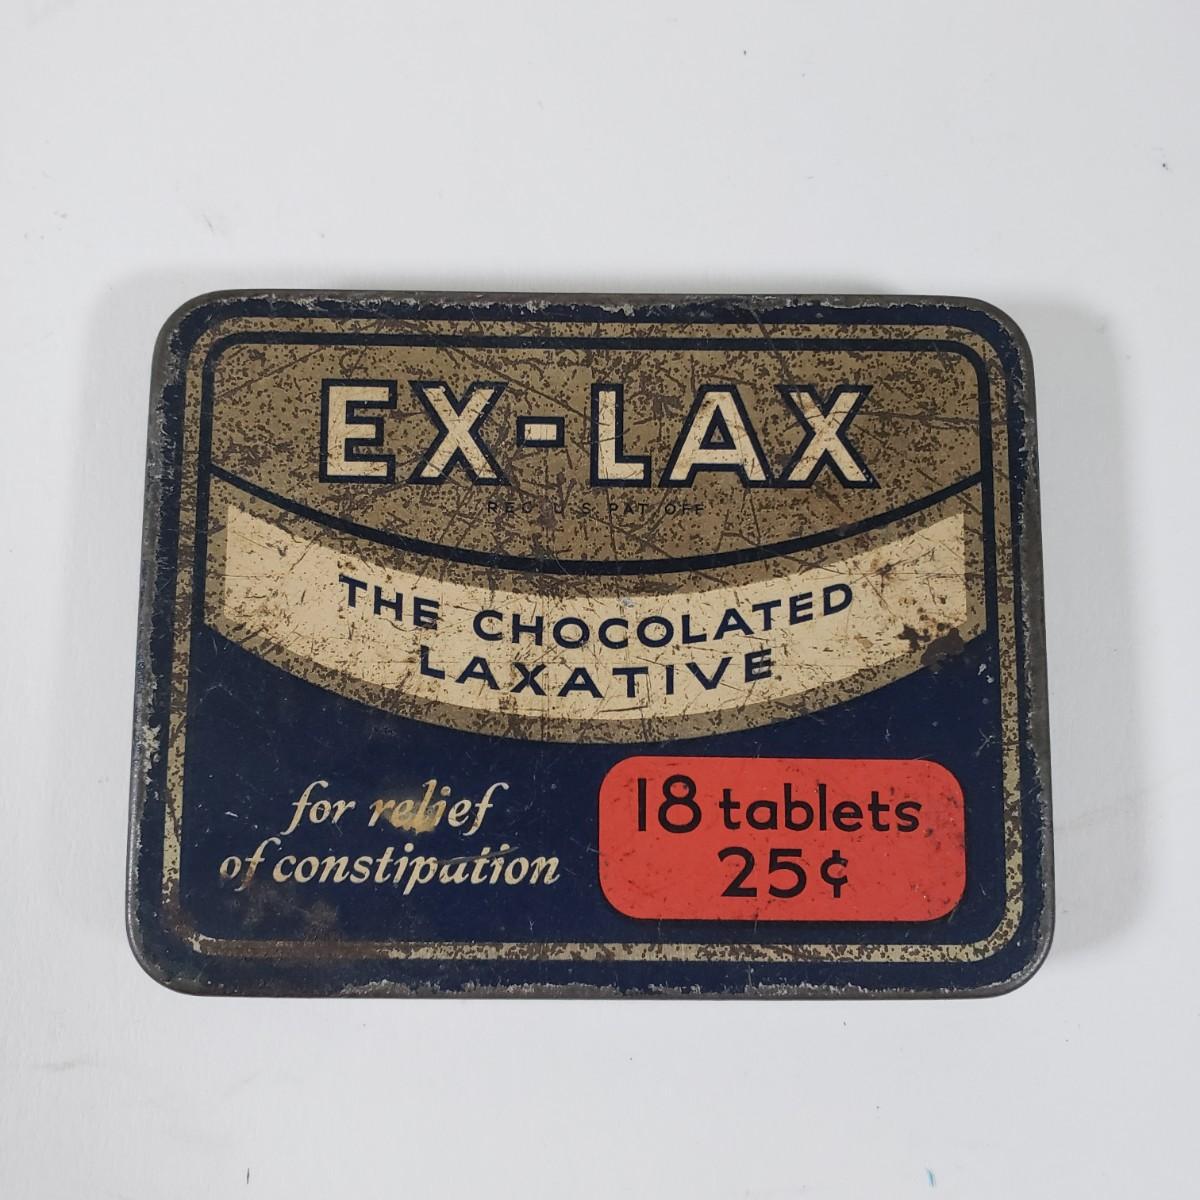 EX-LAX
REG U.S. PAT. OFF
THE CHOCOLATED
LAXATIVE
for relief
of constipation
18 tablets
25¢